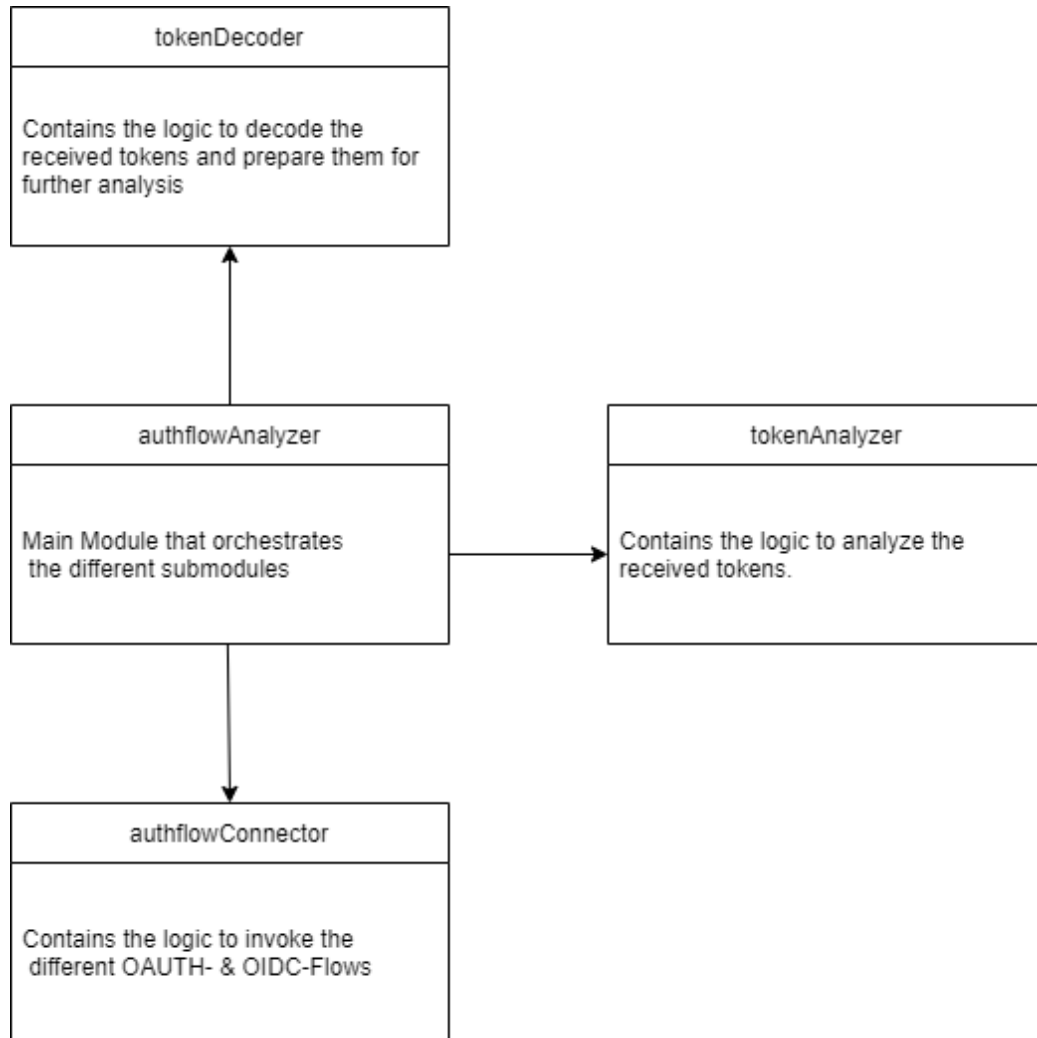 tokenDecoder
Contains the logic to decode the
received tokens and prepare them for
further analysis
authflowAnalyzer
Main Module that orchestrates
the different submodules
tokenAnalyzer
Contains the logic to analyze the
received tokens.
authflowConnector
Contains the logic to invoke the
different OAUTH- & OIDC-Flows